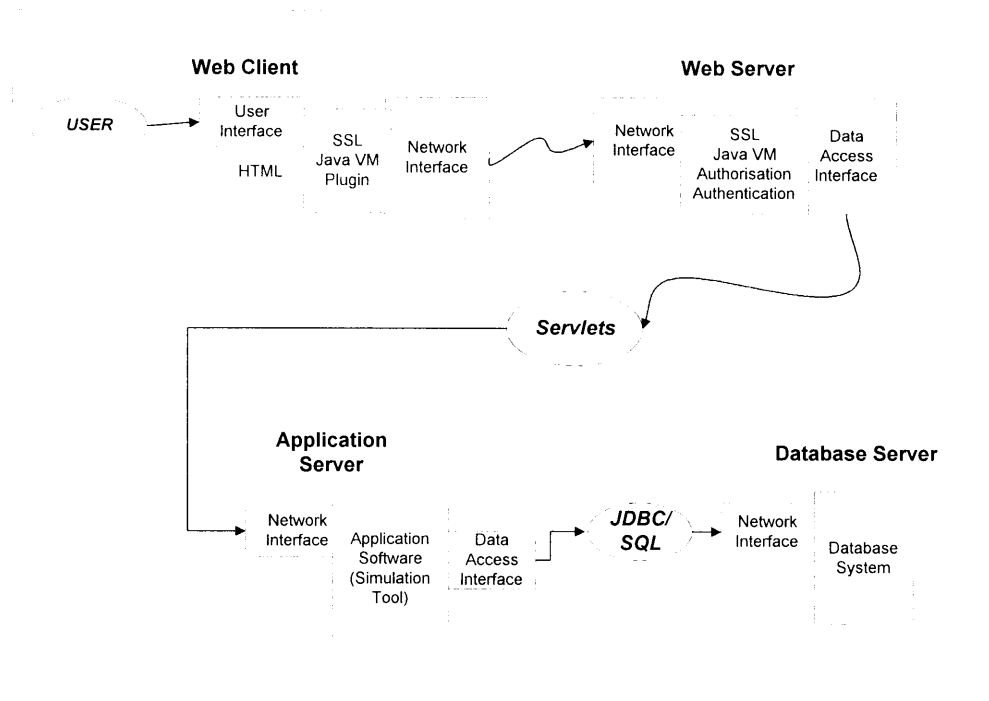 Web Client
Web Server
USER
User
Interface
HTML
SSL
Java VM
Plugin
Network
Interface
Network
Interface
SSL
Java VM
Authorisation
Authentication
Data
Access
Interface
Servlets
Application
Server
Database Server
Network
Interface
Application
Software
(Simulation
Tool)
Data
Access
Interface
JDBC/
SQL
Network
Interface
Database
System